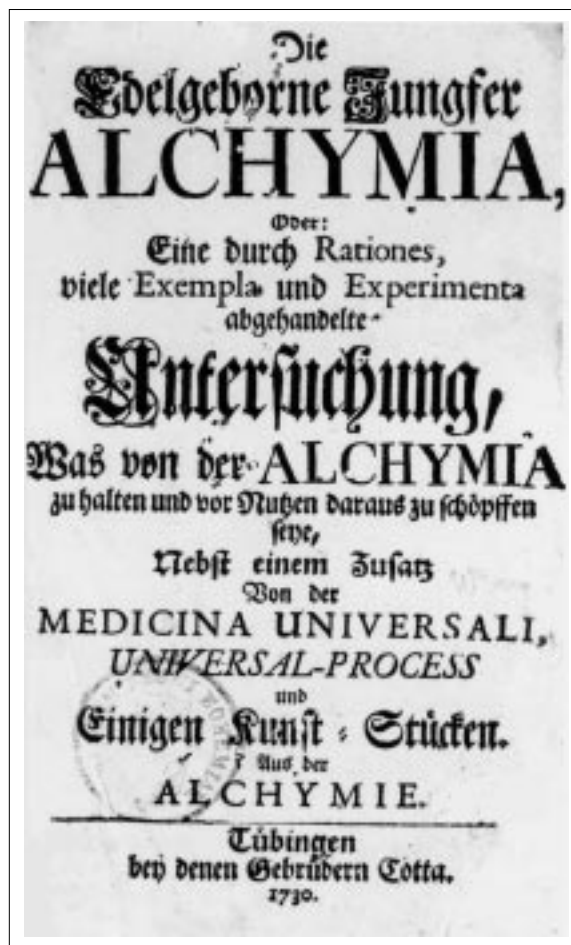 Die
Edelgeborne Jungfer
ALCHYMIA,
Oder:
Eine durch Rationes,
viele Exempla und Experimenta
abgehandelte
Untersuchung,
Was von der ALCHYMIA
zu halten und vor Nutzen daraus zu schöpffen
seye,
Nebst einem Zusatz
Von der
MEDICINA UNIVERSALI,
UNIVERSAL-PROCESS
und
Einigen Kunst-Stücken.
Aus der
ALCHYMIE.
Tübingen
bey denen Gebrüdern Cotta.
1730.